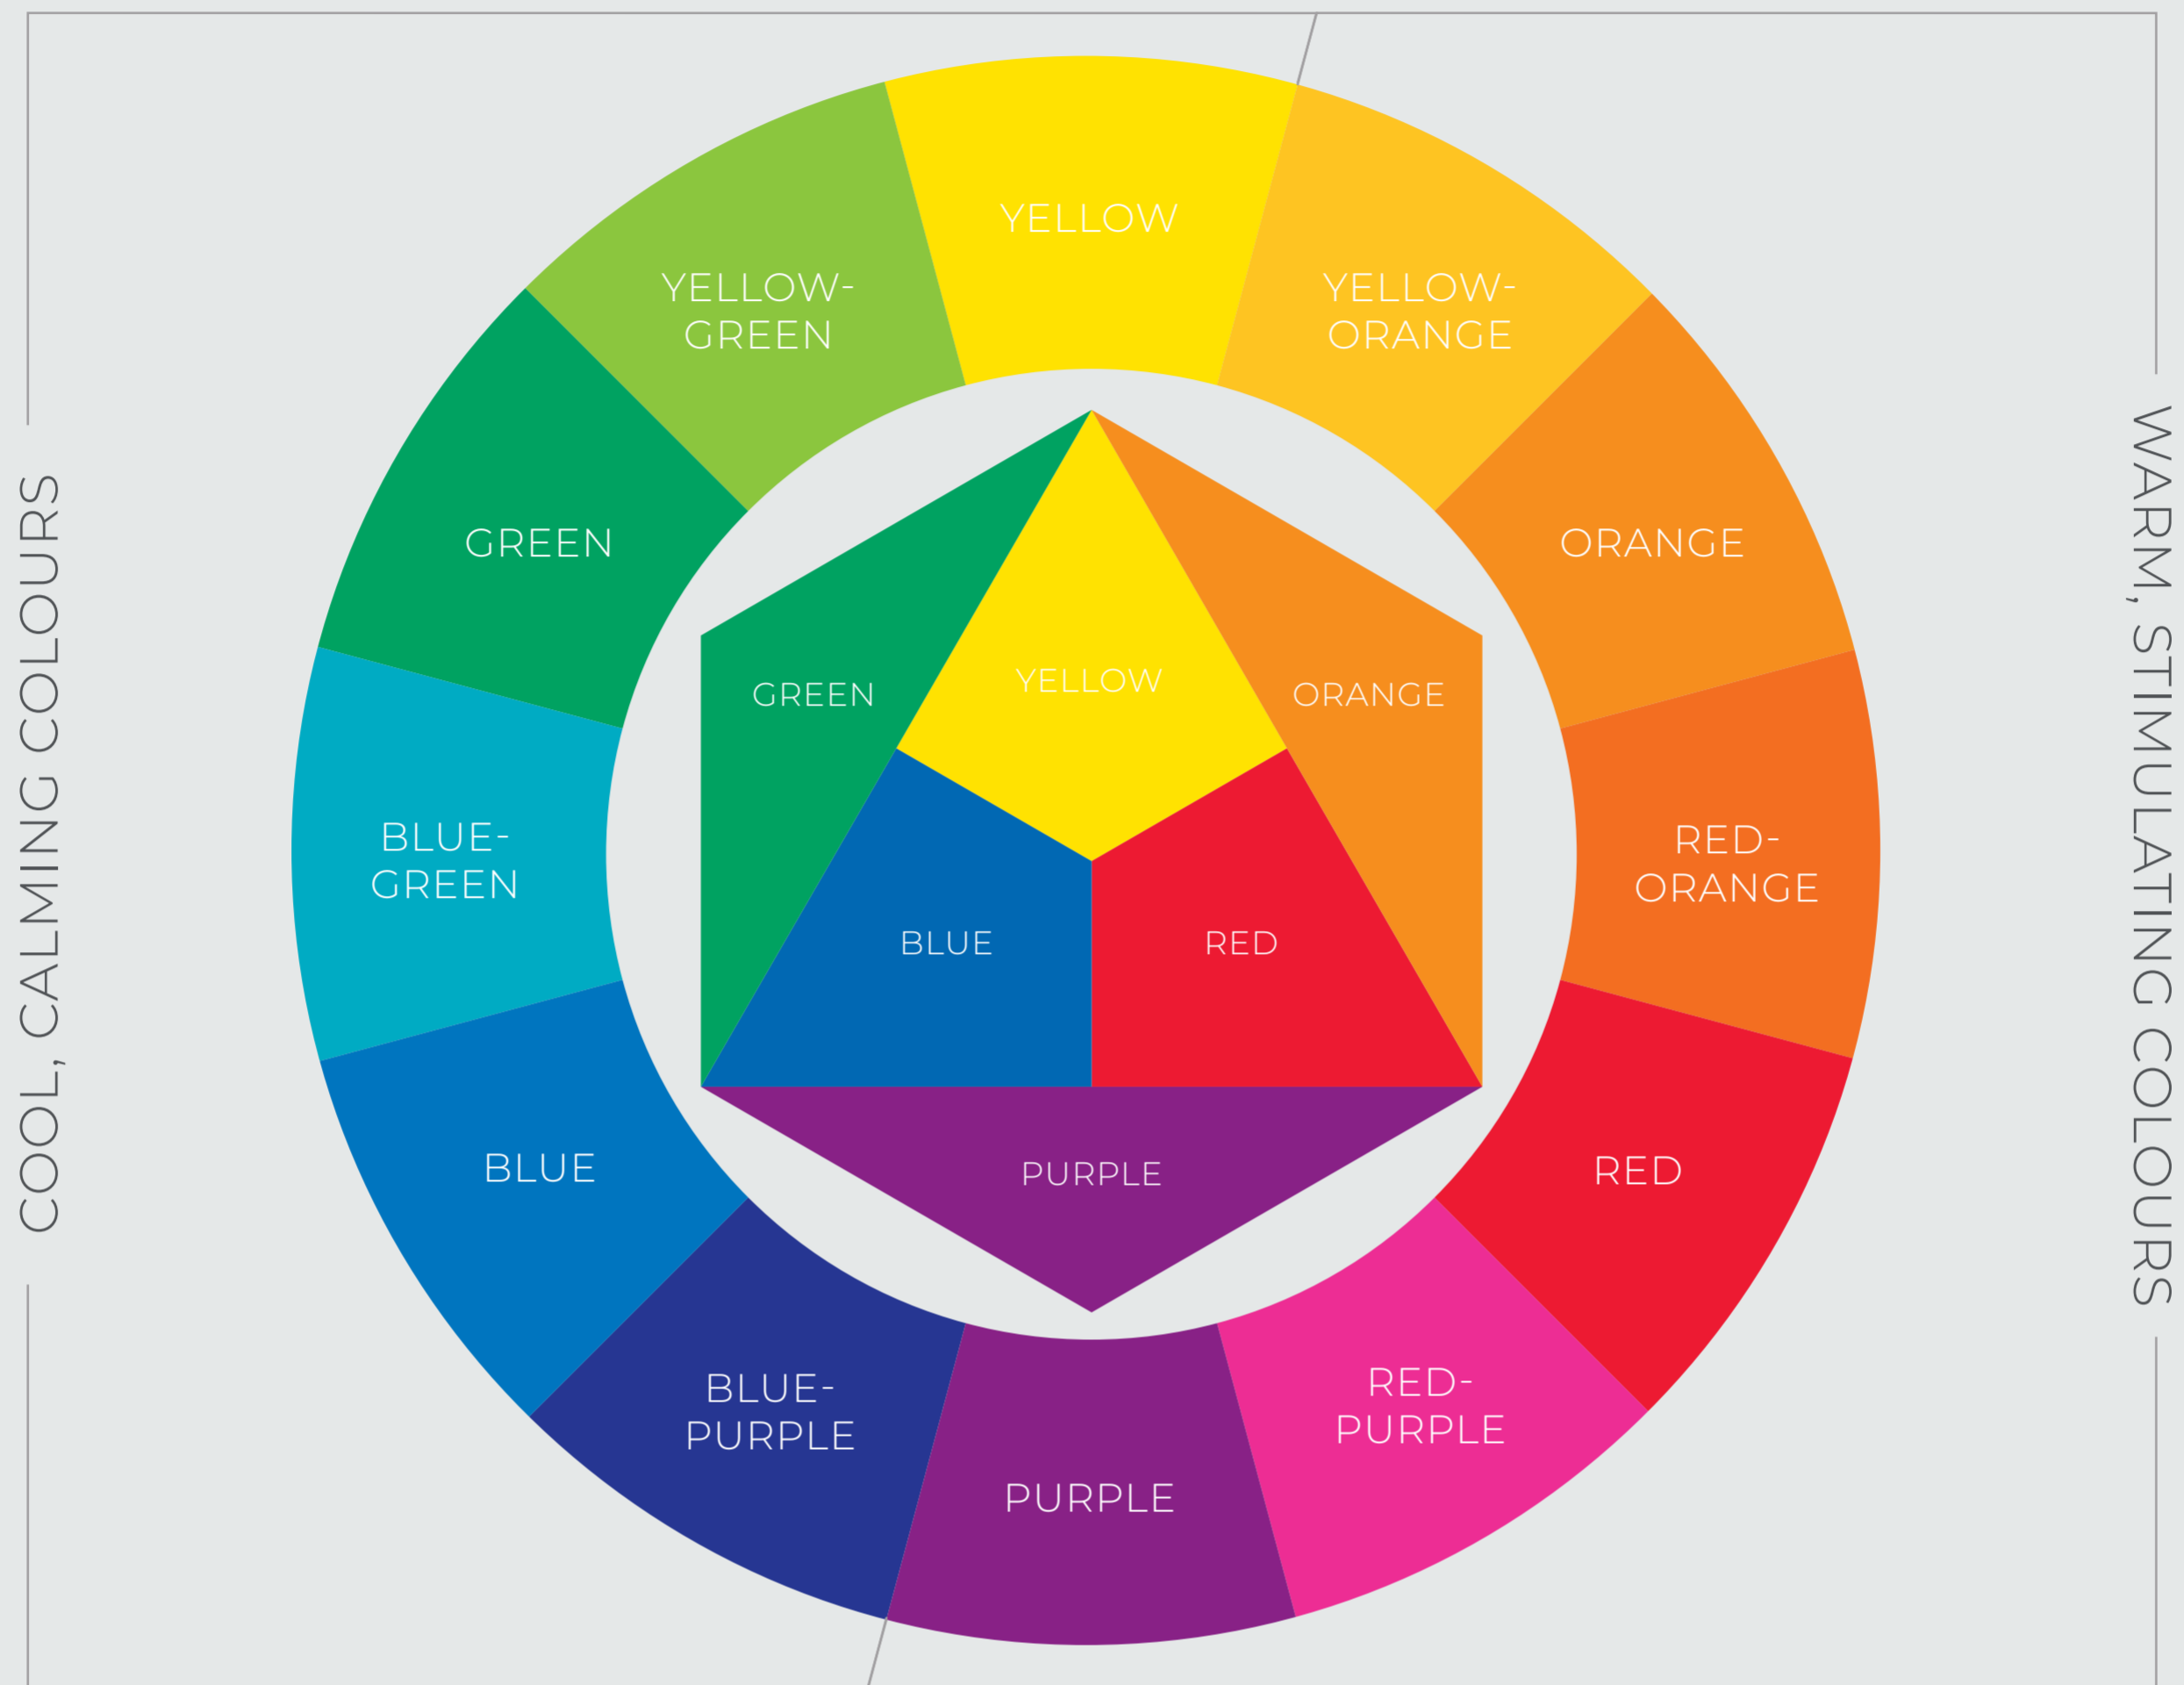 COOL, CALMING COLOURS
YELLOW
YELLOW-
GREEN
YELLOW-
ORANGE
GREEN
ORANGE
BLUE-
GREEN
RED-
ORANGE
BLUE
RED
BLUE-
PURPLE
RED-
PURPLE
PURPLE
YELLOW
GREEN
ORANGE
BLUE
RED
PURPLE
WARM, STIMULATING COLOURS